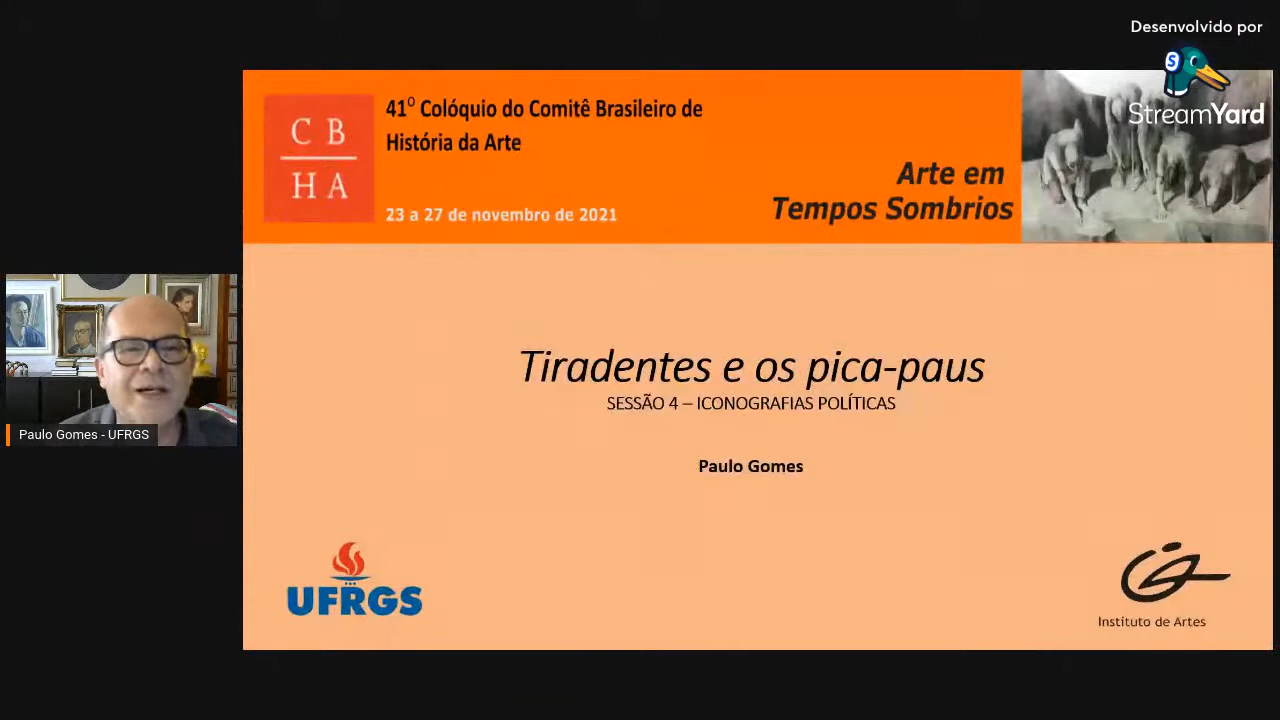 Desenvolvido por
StreamYard
C B
H A
41º Colóquio do Comitê Brasileiro de
História da Arte
23 a 27 de novembro de 2021
Arte em
Tempos Sombrios
Tiradentes e os pica-paus
SESSÃO 4 – ICONOGRAFIAS POLÍTICAS
Paulo Gomes
Paulo Gomes - UFRGS
UFRGS
Instituto de Artes